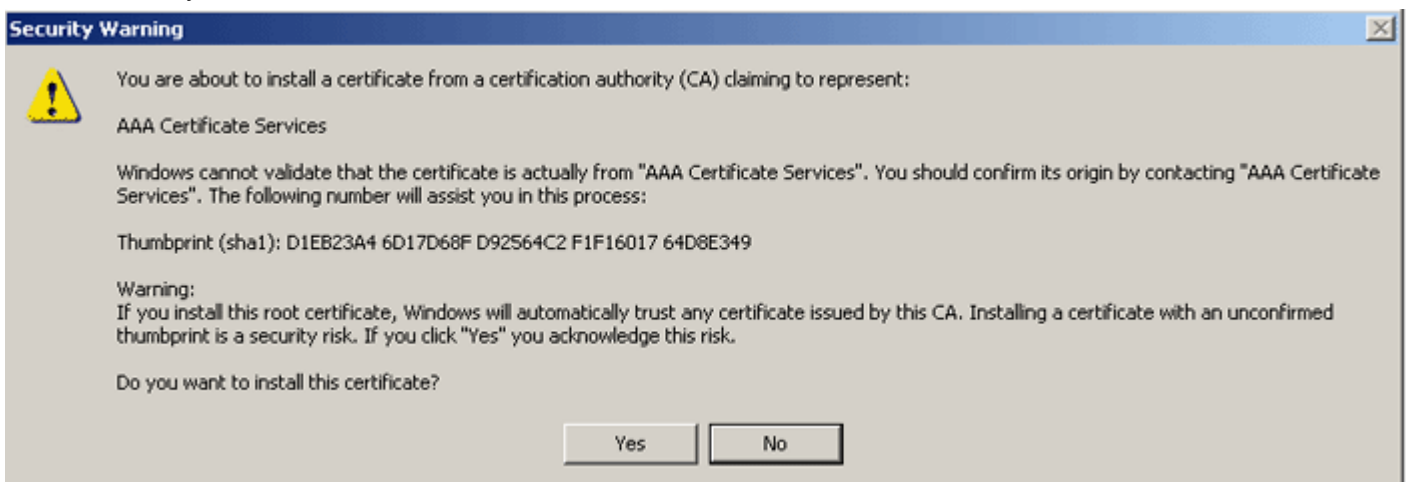 Security Warning
You are about to install a certificate from a certification authority (CA) claiming to represent:
AAA Certificate Services
Windows cannot validate that the certificate is actually from "AAA Certificate Services". You should confirm its origin by contacting "AAA Certificate
Services". The following number will assist you in this process:
Thumbprint (sha1): D1EB23A4 6D17D68F D92564C2 F1F16017 64D8E349
Warning:
If you install this root certificate, Windows will automatically trust any certificate issued by this CA. Installing a certificate with an unconfirmed
thumbprint is a security risk. If you click "Yes" you acknowledge this risk.
Do you want to install this certificate?
Yes No